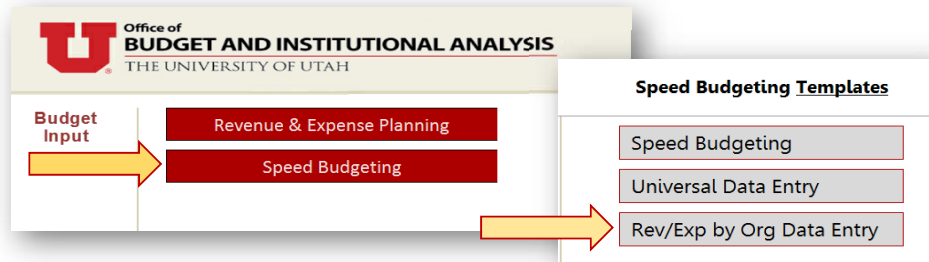 Office of
BUDGET AND INSTITUTIONAL ANALYSIS
THE UNIVERSITY OF UTAH
Budget
Input
Revenue & Expense Planning
Speed Budgeting
Speed Budgeting Templates
Speed Budgeting
Universal Data Entry
Rev/Exp by Org Data Entry